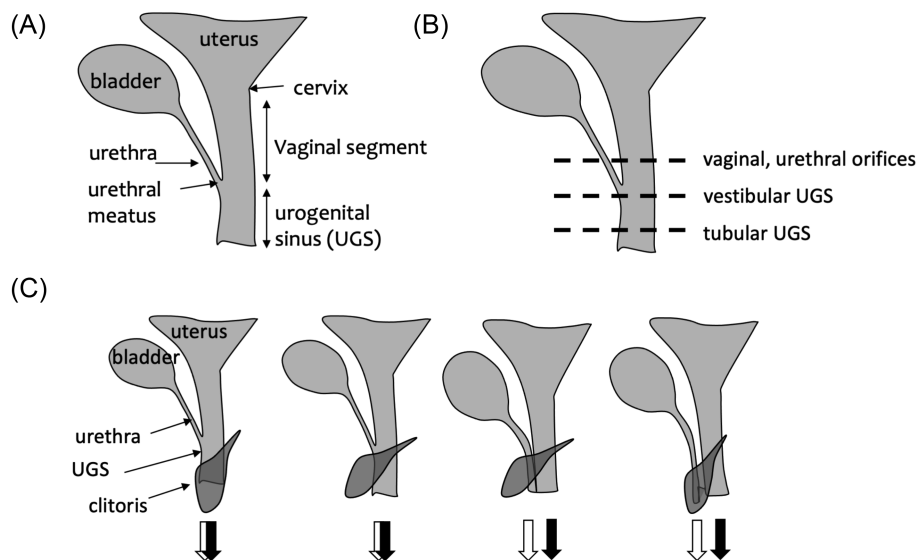 (A)
uterus
bladder
cervix
urethra
Vaginal segment
urethral
meatus
urogenital
sinus (UGS)
(B)
vaginal, urethral orifices
vestibular UGS
tubular UGS
(C)
uterus
bladder
urethra
UGS
clitoris